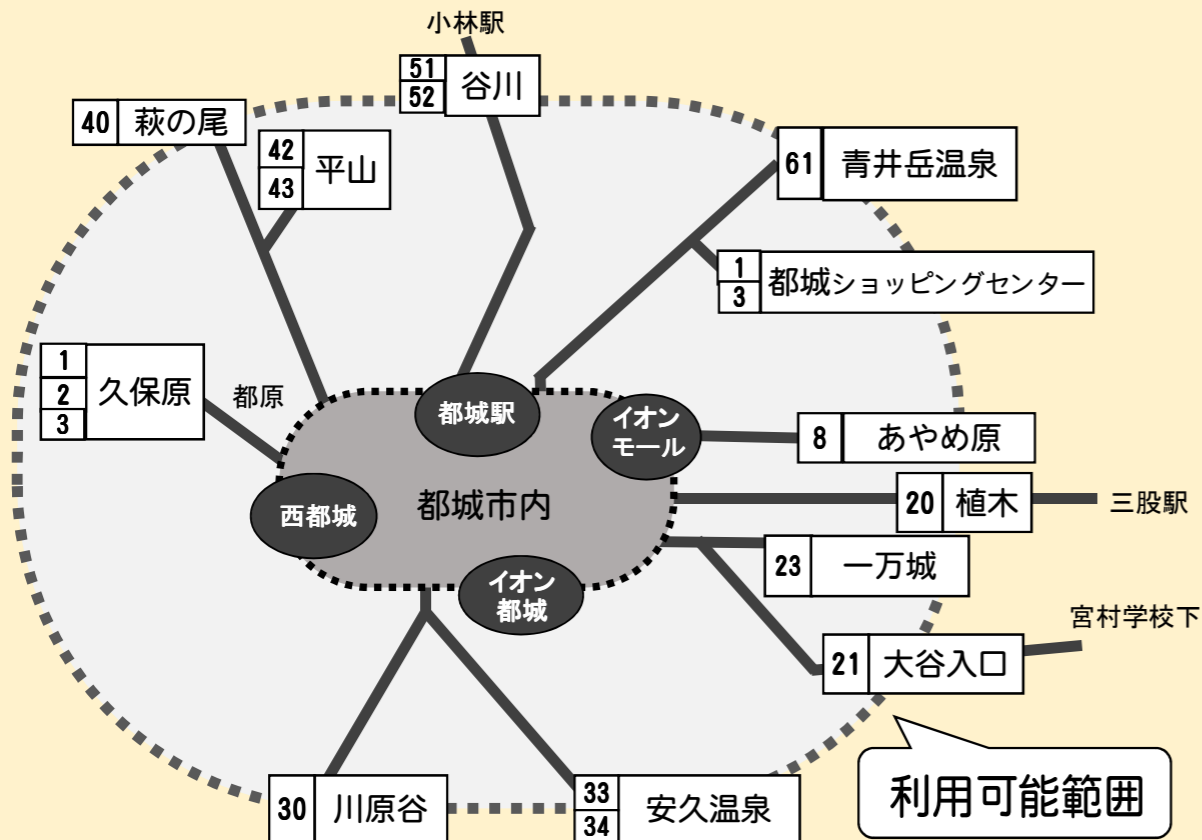 小林駅
51
52
谷川
40 萩の尾
42
43
平山
61 青井岳温泉
1
3
都城ショッピングセンター
1
2
3
久保原
都原
都城駅
イオン
モール
8 あやめ原
西都城
都城市内
20 植木
三股駅
23 一万城
イオン
都城
宮村学校下
21 大谷入口
30 川原谷
33
34
安久温泉
利用可能範囲